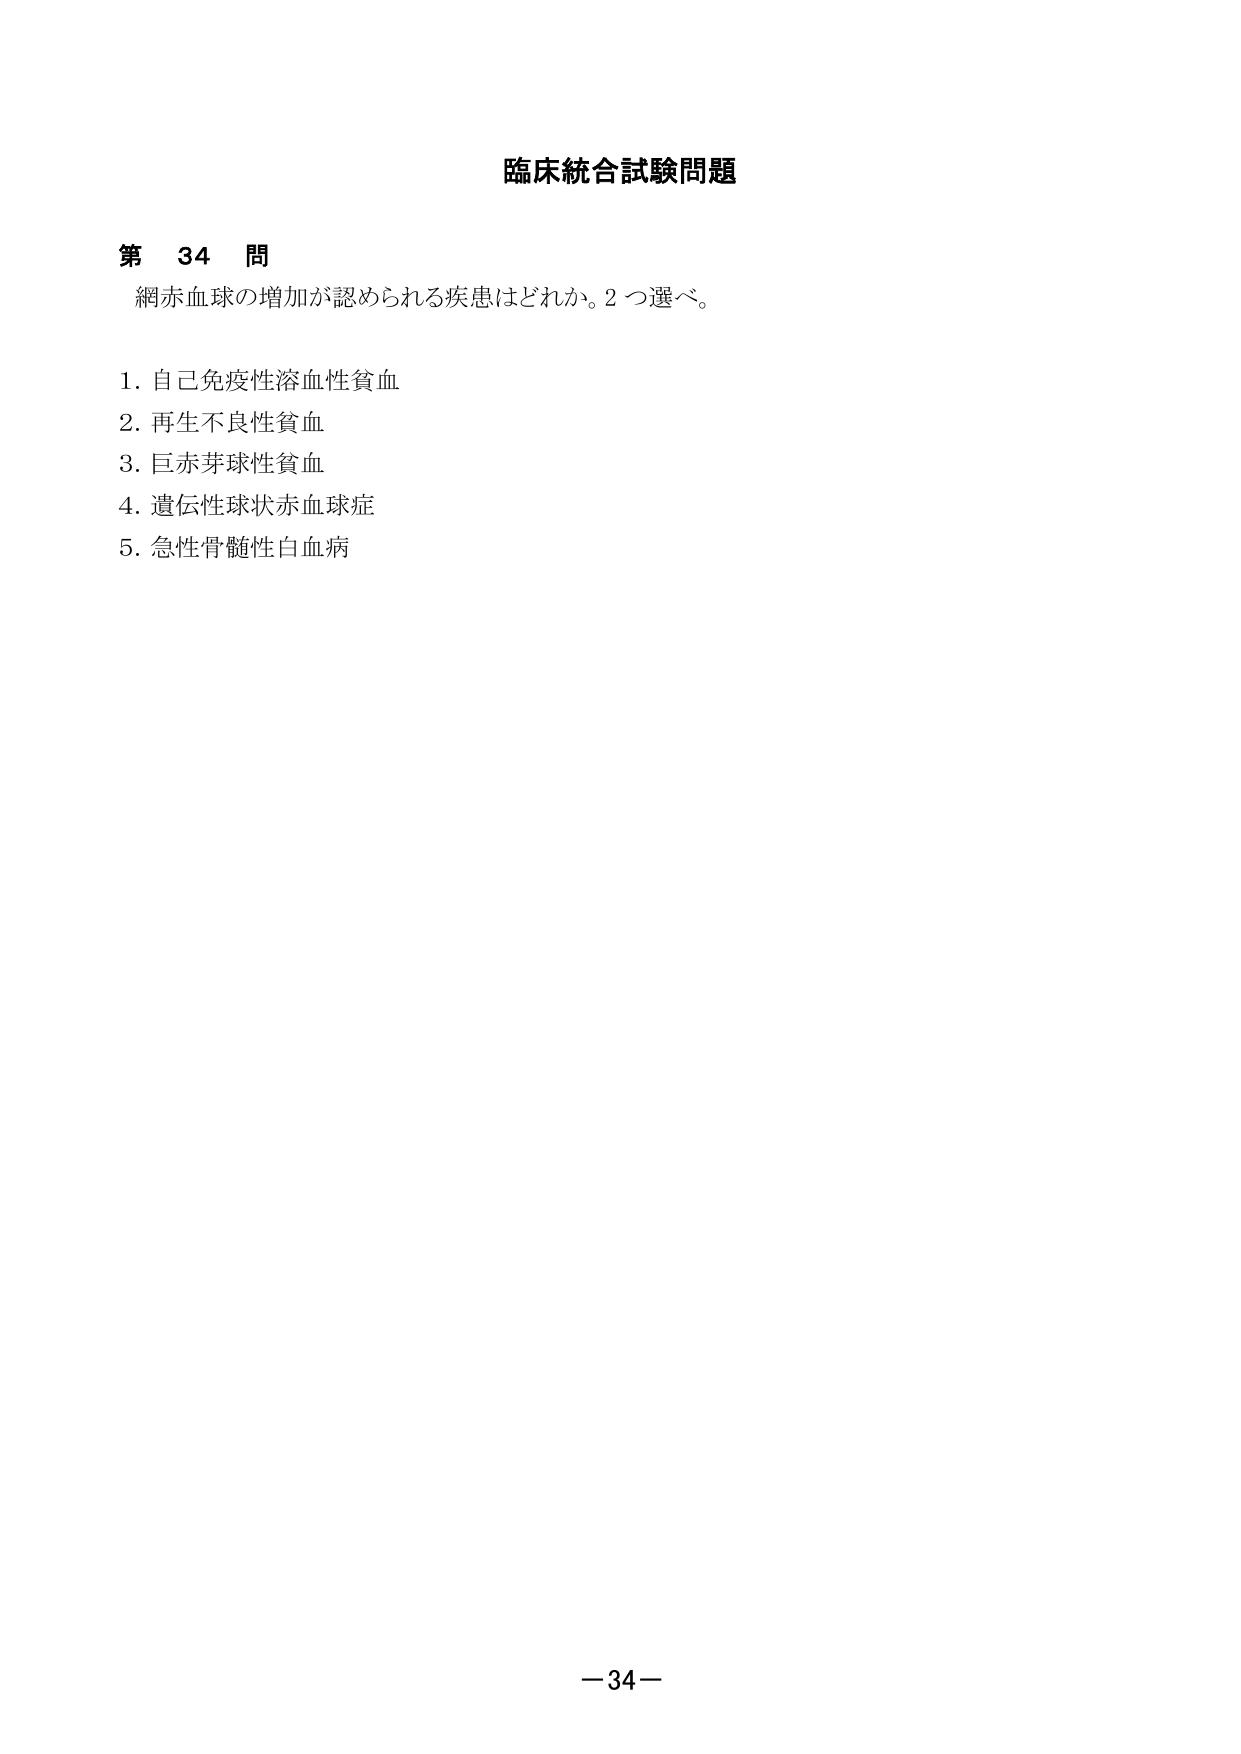 臨床統合試験問題
第 34 問
網赤血球の増加が認められる疾患はどれか。2 つ選べ。
1. 自己免疫性溶血性貧血
2. 再生不良性貧血
3. 巨赤芽球性貧血
4. 遺伝性球状赤血球症
5. 急性骨髄性白血病
－34－